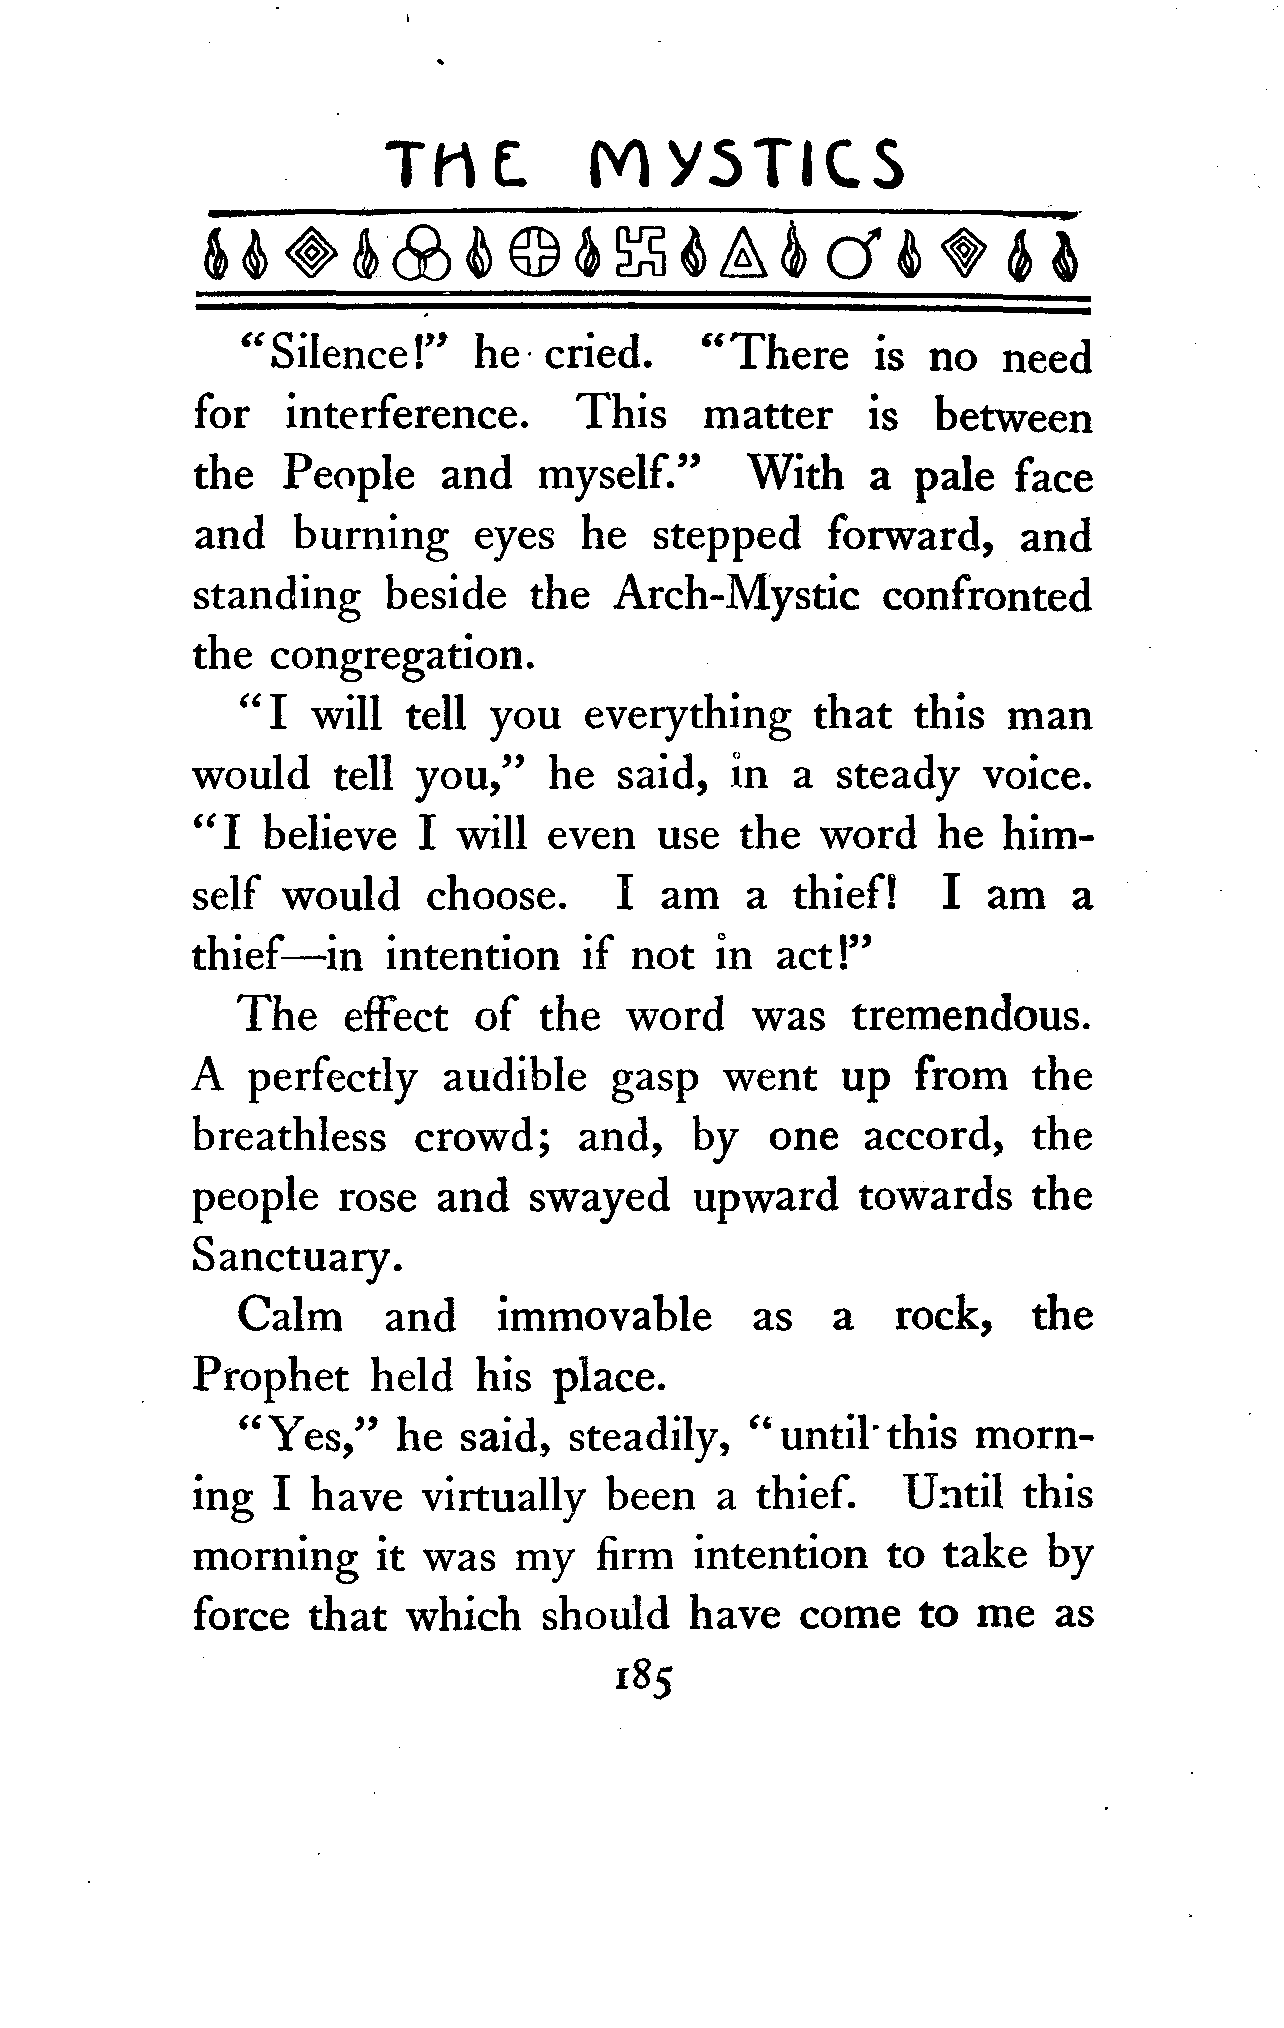 THE MYSTICS
"Silence!" he cried. "There is no need
for interference. This matter is between
the People and myself." With a pale face
and burning eyes he stepped forward, and
standing beside the Arch-Mystic confronted
the congregation.
"I will tell you everything that this man
would tell you," he said, in a steady voice.
"I believe I will even use the word he him-
self would choose. I am a thief! I am a
thief—in intention if not in act!"
The effect of the word was tremendous.
A perfectly audible gasp went up from the
breathless crowd; and, by one accord, the
people rose and swayed upward towards the
Sanctuary.
Calm and immovable as a rock, the
Prophet held his place.
"Yes," he said, steadily, "until this morn-
ing I have virtually been a thief. Until this
morning it was my firm intention to take by
force that which should have come to me as
185